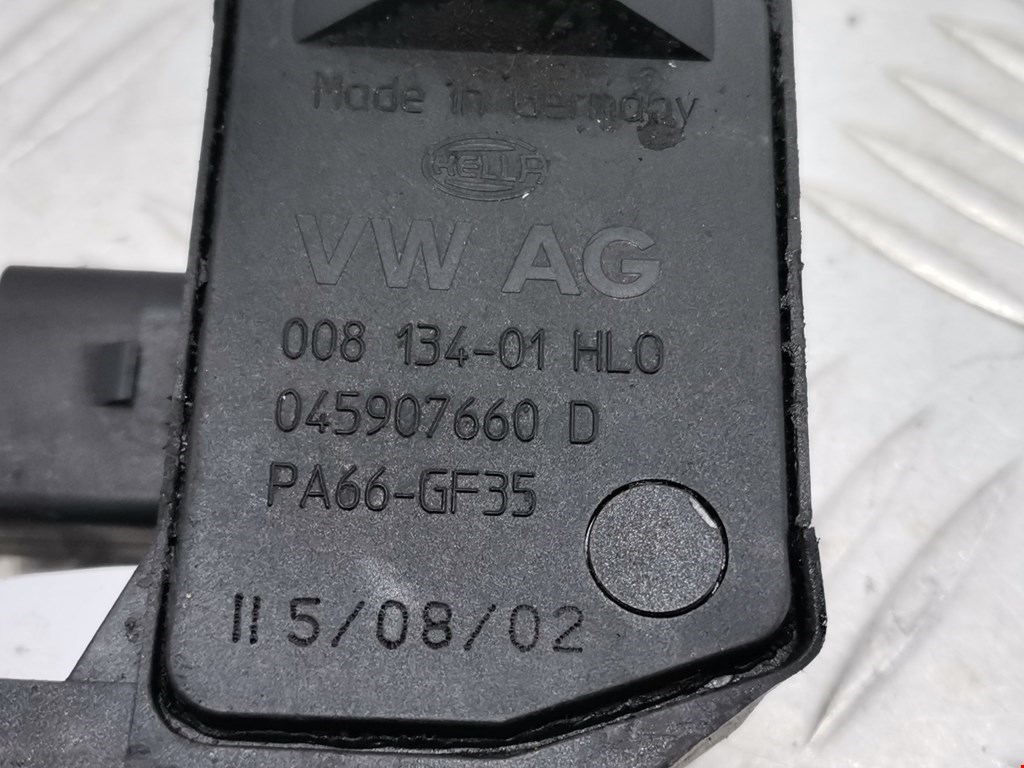 Made in Germany
HELLA
VW AG
008 134-01 HLO
045907660 D
PA66-GF35
II 5/08/02